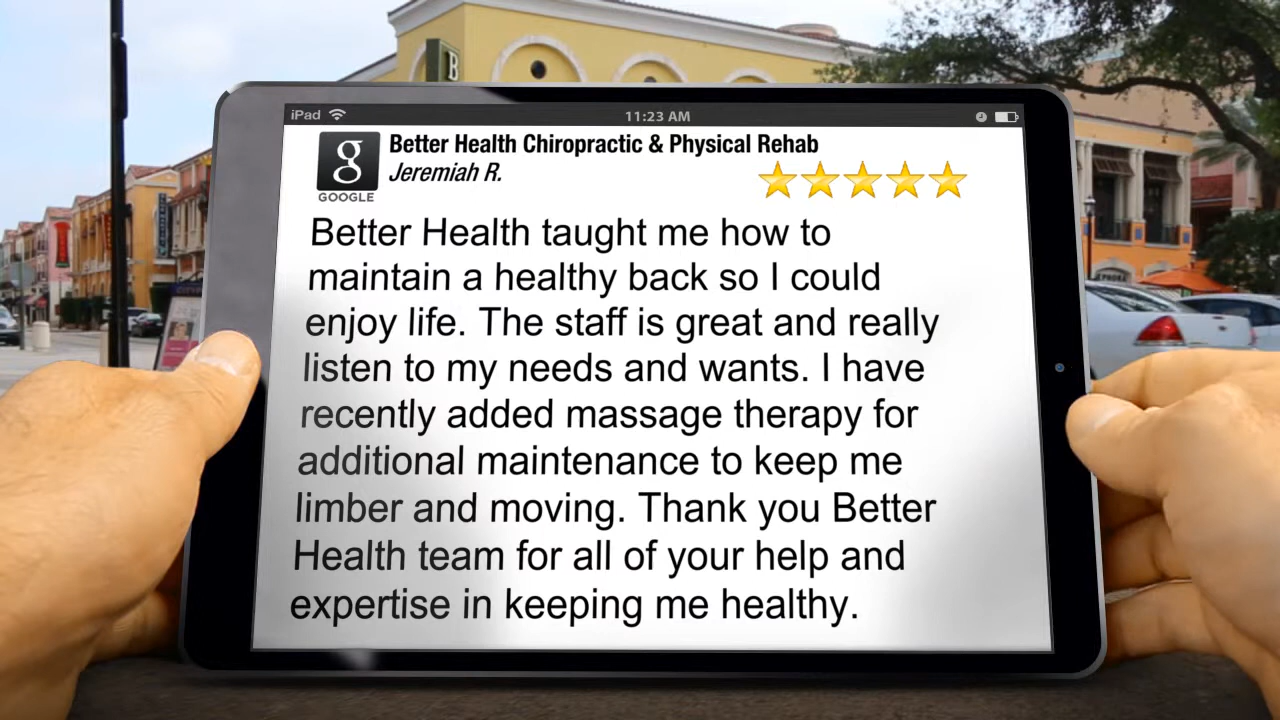 B
iPad
11:23 AM
g
GOOGLE
Better Health Chiropractic & Physical Rehab
Jeremiah R.
Better Health taught me how to
maintain a healthy back so I could
enjoy life. The staff is great and really
listen to my needs and wants. I have
recently added massage therapy for
additional maintenance to keep me
limber and moving. Thank you Better
Health team for all of your help and
expertise in keeping me healthy.